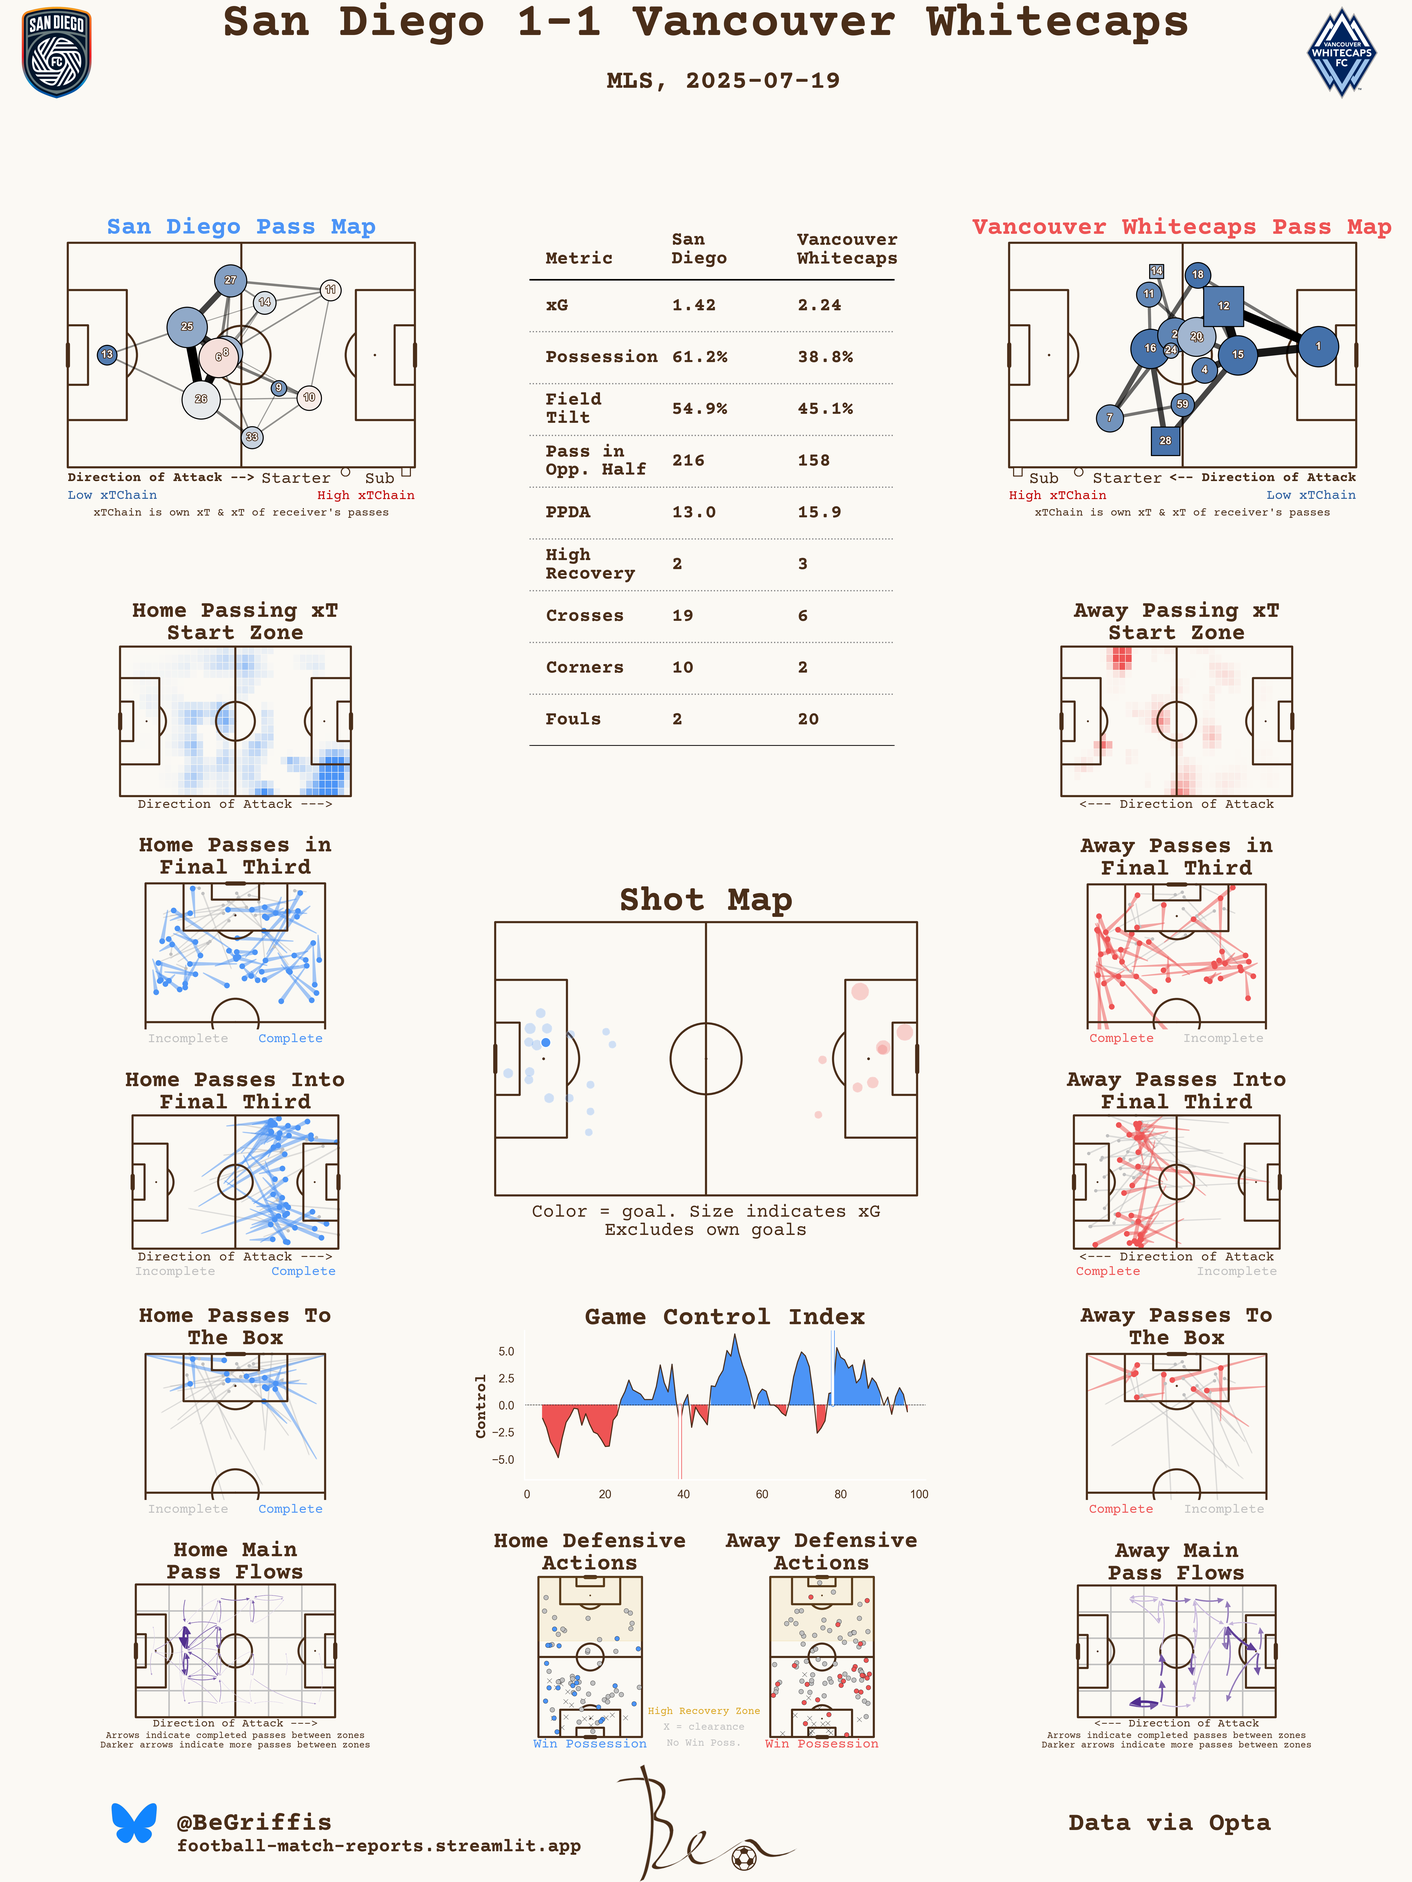 San Diego 1-1 Vancouver Whitecaps
MLS, 2025-07-19
SAN DIEGO
FC
VANCOUVER
WHITECAPS
FC
San Diego Pass Map
27
11
14
25
13
8
6
9
26
10
33
Direction of Attack --> Starter Sub
Low xTChain High xTChain
xTChain is own xT & xT of receiver's passes
Metric San Diego Vancouver Whitecaps
xG 1.42 2.24
Possession 61.2% 38.8%
Field Tilt 54.9% 45.1%
Pass in Opp. Half 216 158
PPDA 13.0 15.9
High Recovery 2 3
Crosses 19 6
Corners 10 2
Fouls 2 20
Vancouver Whitecaps Pass Map
14
18
11
12
2
20
16
24
15
1
4
59
7
28
Sub Starter <-- Direction of Attack
High xTChain Low xTChain
xTChain is own xT & xT of receiver's passes
Home Passing xT
Start Zone
Direction of Attack --->
Away Passing xT
Start Zone
<--- Direction of Attack
Home Passes in
Final Third
Incomplete Complete
Shot Map
Color = goal. Size indicates xG
Excludes own goals
Away Passes in
Final Third
Complete Incomplete
Home Passes Into
Final Third
Direction of Attack --->
Incomplete Complete
Away Passes Into
Final Third
<--- Direction of Attack
Complete Incomplete
Home Passes To
The Box
Incomplete Complete
Game Control Index
Control
5.0
2.5
0.0
−2.5
−5.0
0 20 40 60 80 100
Away Passes To
The Box
Complete Incomplete
Home Main
Pass Flows
Direction of Attack --->
Arrows indicate completed passes between zones
Darker arrows indicate more passes between zones
Home Defensive
Actions
Win Possession
High Recovery Zone
X = clearance
No Win Poss.
Away Defensive
Actions
Win Possession
Away Main
Pass Flows
<--- Direction of Attack
Arrows indicate completed passes between zones
Darker arrows indicate more passes between zones
@BeGriffis
football-match-reports.streamlit.app
Ben
Data via Opta